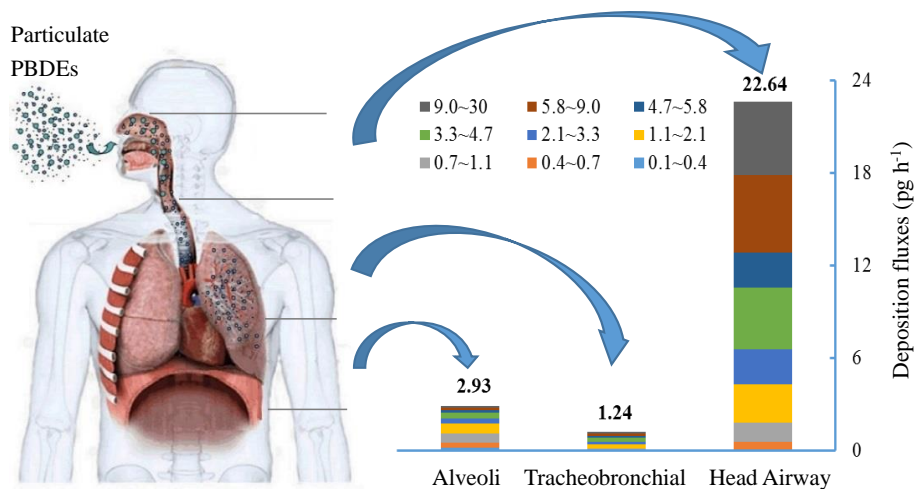 Particulate
PBDEs
22.64
24
9.0~30 5.8~9.0 4.7~5.8
3.3~4.7 2.1~3.3 1.1~2.1
0.7~1.1 0.4~0.7 0.1~0.4
18
12
6
0
Deposition fluxes (pg h⁻¹)
2.93
1.24
Alveoli Tracheobronchial Head Airway